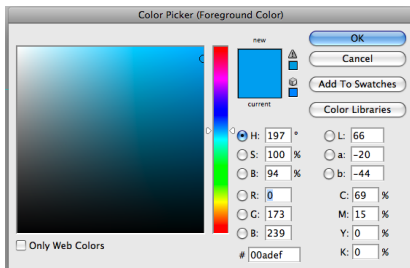 Color Picker (Foreground Color)
new
current
OK
Cancel
Add To Swatches
Color Libraries
H: 197 °
S: 100 %
B: 94 %
R: 0
G: 173
B: 239
# 00adef
L: 66
a: -20
b: -44
C: 69 %
M: 15 %
Y: 0 %
K: 0 %
Only Web Colors